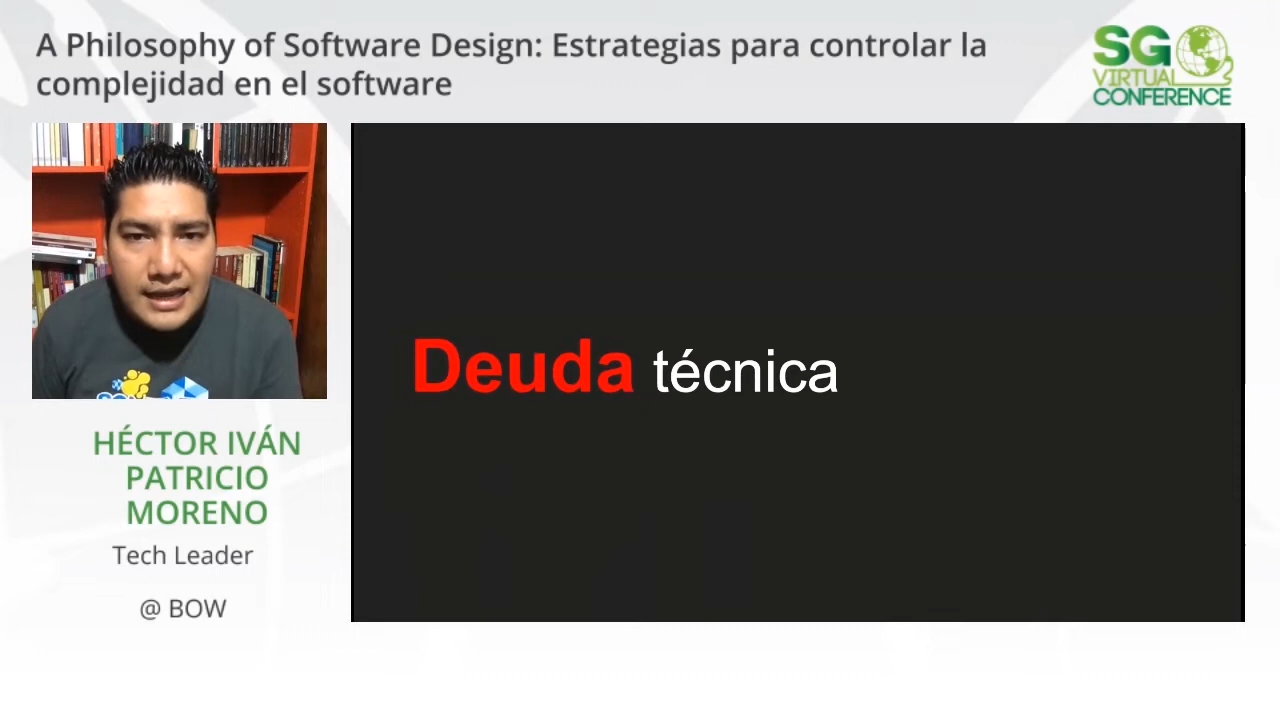 A Philosophy of Software Design: Estrategias para controlar la
complejidad en el software
SG
VIRTUAL
CONFERENCE
Deuda técnica
HÉCTOR IVÁN
PATRICIO
MORENO
Tech Leader
@ BOW